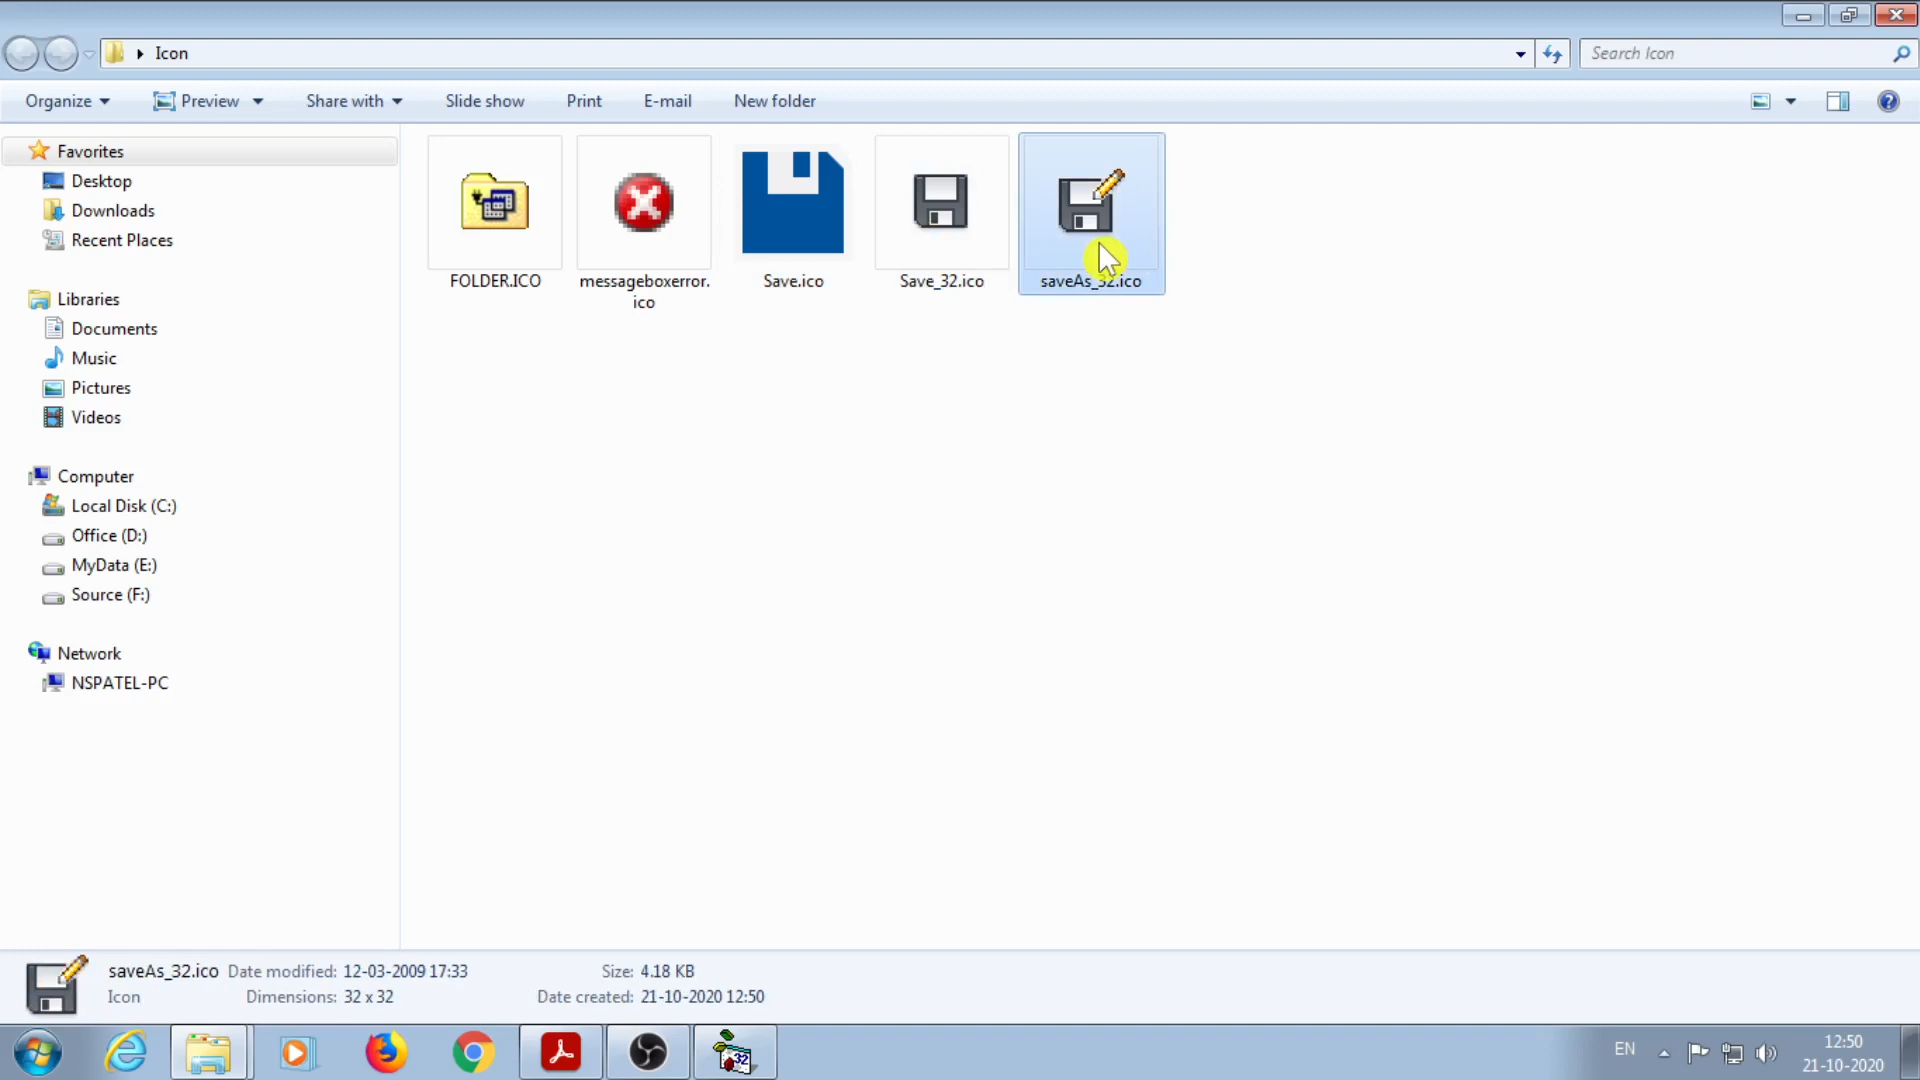 Icon
Search Icon
Organize Preview Share with Slide show Print E-mail New folder
Favorites
Desktop
Downloads
Recent Places
Libraries
Documents
Music
Pictures
Videos
Computer
Local Disk (C:)
Office (D:)
MyData (E:)
Source (F:)
Network
NSPATEL-PC
FOLDER.ICO
messageboxerror.
ico
Save.ico
Save_32.ico
saveAs_32.ico
saveAs_32.ico Date modified: 12-03-2009 17:33 Size: 4.18 KB
Icon Dimensions: 32 x 32 Date created: 21-10-2020 12:50
32
EN
12:50
21-10-2020